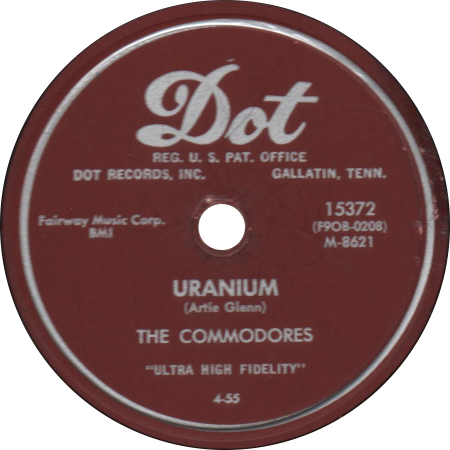 Dot
REG. U. S. PAT. OFFICE
DOT RECORDS, INC. GALLATIN, TENN.
Fairway Music Corp.
BMI
15372
(F9OB-0208)
M-8621
URANIUM
(Artie Glenn)
THE COMMODORES
"ULTRA HIGH FIDELITY"
4-55